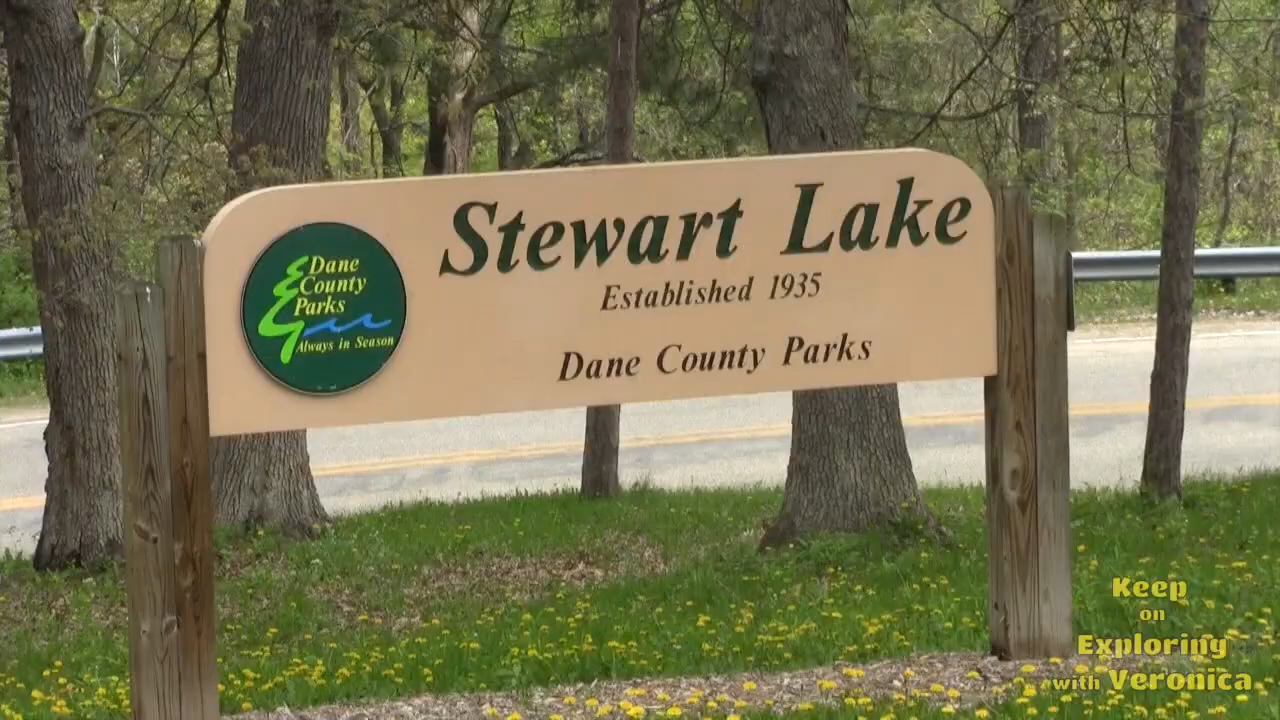 Stewart Lake
Established 1935
Dane County Parks
Dane
County
Parks
Always in Season
Keep
on
Exploring
with Veronica